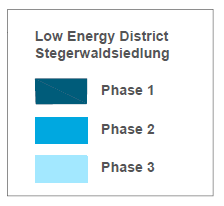 Low Energy District
Stegerwaldsiedlung
Phase 1
Phase 2
Phase 3